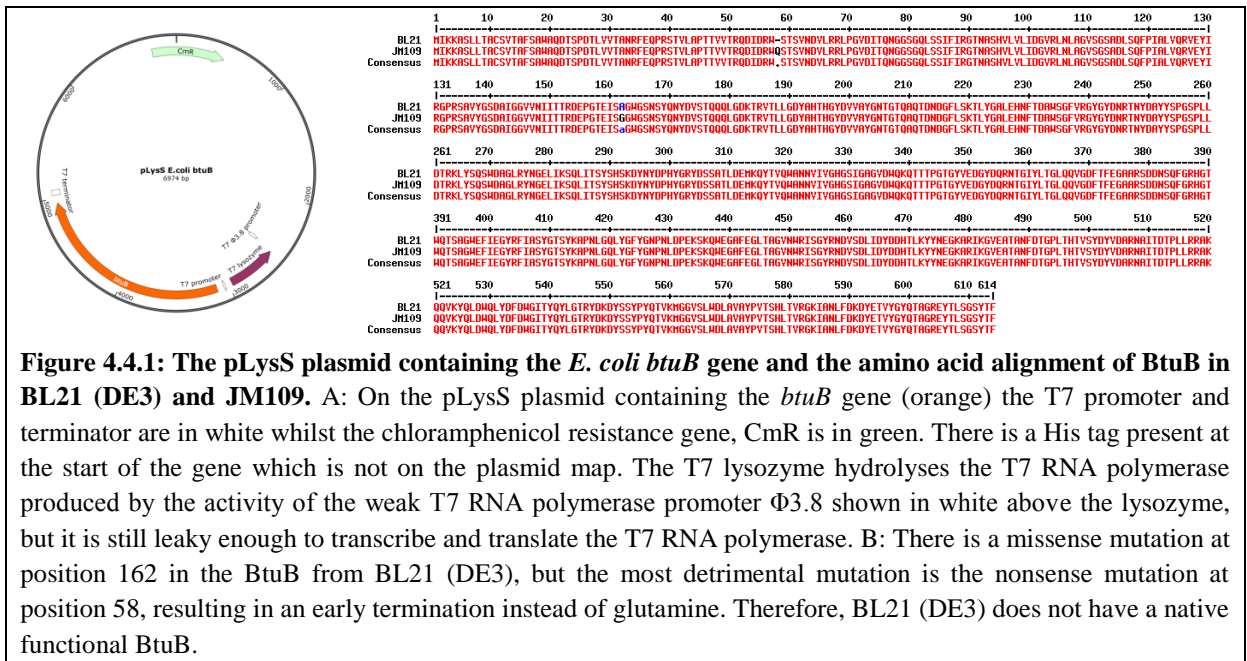 CmR
1000
2000
3000
4000
5000
6000
pLysS E.coli btuB
6974 bp
T7 terminator
T7 Φ3.8 promoter
T7 lysozyme
T7 promoter
btuB
1 10 20 30 40 50 60 70 80 90 100 110 120 130
BL21 MIKKASLLTACSVTAFSAWAQDTSPDTLVVTANRFEQPRSTVLAPTTVVTRQDIDRW-STSVNDVLRRLPGVDITQNGGSGQLSSIFIRGTNASHVLVLIDGVRLNLAGVSGSADLSQFPIALVQRVEYI
JM109 MIKKASLLTACSVTAFSAWAQDTSPDTLVVTANRFEQPRSTVLAPTTVVTRQDIDRWQSTSVNDVLRRLPGVDITQNGGSGQLSSIFIRGTNASHVLVLIDGVRLNLAGVSGSADLSQFPIALVQRVEYI
Consensus MIKKASLLTACSVTAFSAWAQDTSPDTLVVTANRFEQPRSTVLAPTTVVTRQDIDRW.STSVNDVLRRLPGVDITQNGGSGQLSSIFIRGTNASHVLVLIDGVRLNLAGVSGSADLSQFPIALVQRVEYI
131 140 150 160 170 180 190 200 210 220 230 240 250 260
BL21 RGPRSAVYGSDAIGGVVNIITTRDEPGTEISAGWGSNSYQNYDVSTQQQLGDKTRVTLLGDYAHTHGYDVVAYGNTGTQAQTDNDGFLSKTLYGALEHNFTDAWSGFVRGYGYDNRTNYDAYYSPGSPLL
JM109 RGPRSAVYGSDAIGGVVNIITTRDEPGTEISGGWGSNSYQNYDVSTQQQLGDKTRVTLLGDYAHTHGYDVVAYGNTGTQAQTDNDGFLSKTLYGALEHNFTDAWSGFVRGYGYDNRTNYDAYYSPGSPLL
Consensus RGPRSAVYGSDAIGGVVNIITTRDEPGTEISaGWGSNSYQNYDVSTQQQLGDKTRVTLLGDYAHTHGYDVVAYGNTGTQAQTDNDGFLSKTLYGALEHNFTDAWSGFVRGYGYDNRTNYDAYYSPGSPLL
261 270 280 290 300 310 320 330 340 350 360 370 380 390
BL21 DTRKLYSQSWDAGLRYNGELIKSQLITSYSHSKDYNYDPHYGRYDSSATLDEMKQYTVQWANNVIVGHGSIGAGVDWQKQTTTPGTGYVEDGYDQRNTGIYLTGLQQVGDFTFEGAARSDDNSQFGRHGT
JM109 DTRKLYSQSWDAGLRYNGELIKSQLITSYSHSKDYNYDPHYGRYDSSATLDEMKQYTVQWANNVIVGHGSIGAGVDWQKQTTTPGTGYVEDGYDQRNTGIYLTGLQQVGDFTFEGAARSDDNSQFGRHGT
Consensus DTRKLYSQSWDAGLRYNGELIKSQLITSYSHSKDYNYDPHYGRYDSSATLDEMKQYTVQWANNVIVGHGSIGAGVDWQKQTTTPGTGYVEDGYDQRNTGIYLTGLQQVGDFTFEGAARSDDNSQFGRHGT
391 400 410 420 430 440 450 460 470 480 490 500 510 520
BL21 WQTSAGWEFIEGYRFIASYGTSYKAPNLGQLYGFYGNPNLDPEKSKQWEGAFEGLTAGVNWRISGYRNDVSDLIDYDDHTLKYYNEGKARIKGVEATANFDTGPLTHTVSYDYVDARNAITDTPLLRRAK
JM109 WQTSAGWEFIEGYRFIASYGTSYKAPNLGQLYGFYGNPNLDPEKSKQWEGAFEGLTAGVNWRISGYRNDVSDLIDYDDHTLKYYNEGKARIKGVEATANFDTGPLTHTVSYDYVDARNAITDTPLLRRAK
Consensus WQTSAGWEFIEGYRFIASYGTSYKAPNLGQLYGFYGNPNLDPEKSKQWEGAFEGLTAGVNWRISGYRNDVSDLIDYDDHTLKYYNEGKARIKGVEATANFDTGPLTHTVSYDYVDARNAITDTPLLRRAK
521 530 540 550 560 570 580 590 600 610 614
BL21 QQVKYQLDWQLYDFDWGITYQYLGTRYDKDYSSYPYQTVKMGGVSLWDLAVAYPVTSHLTVRGKIANLFDKDYETVYGYQTAGREYTLSGSYTF
JM109 QQVKYQLDWQLYDFDWGITYQYLGTRYDKDYSSYPYQTVKMGGVSLWDLAVAYPVTSHLTVRGKIANLFDKDYETVYGYQTAGREYTLSGSYTF
Consensus QQVKYQLDWQLYDFDWGITYQYLGTRYDKDYSSYPYQTVKMGGVSLWDLAVAYPVTSHLTVRGKIANLFDKDYETVYGYQTAGREYTLSGSYTF
Figure 4.4.1: The pLysS plasmid containing the E. coli btuB gene and the amino acid alignment of BtuB in
BL21 (DE3) and JM109. A: On the pLysS plasmid containing the btuB gene (orange) the T7 promoter and
terminator are in white whilst the chloramphenicol resistance gene, CmR is in green. There is a His tag present at
the start of the gene which is not on the plasmid map. The T7 lysozyme hydrolyses the T7 RNA polymerase
produced by the activity of the weak T7 RNA polymerase promoter Φ3.8 shown in white above the lysozyme,
but it is still leaky enough to transcribe and translate the T7 RNA polymerase. B: There is a missense mutation at
position 162 in the BtuB from BL21 (DE3), but the most detrimental mutation is the nonsense mutation at
position 58, resulting in an early termination instead of glutamine. Therefore, BL21 (DE3) does not have a native
functional BtuB.